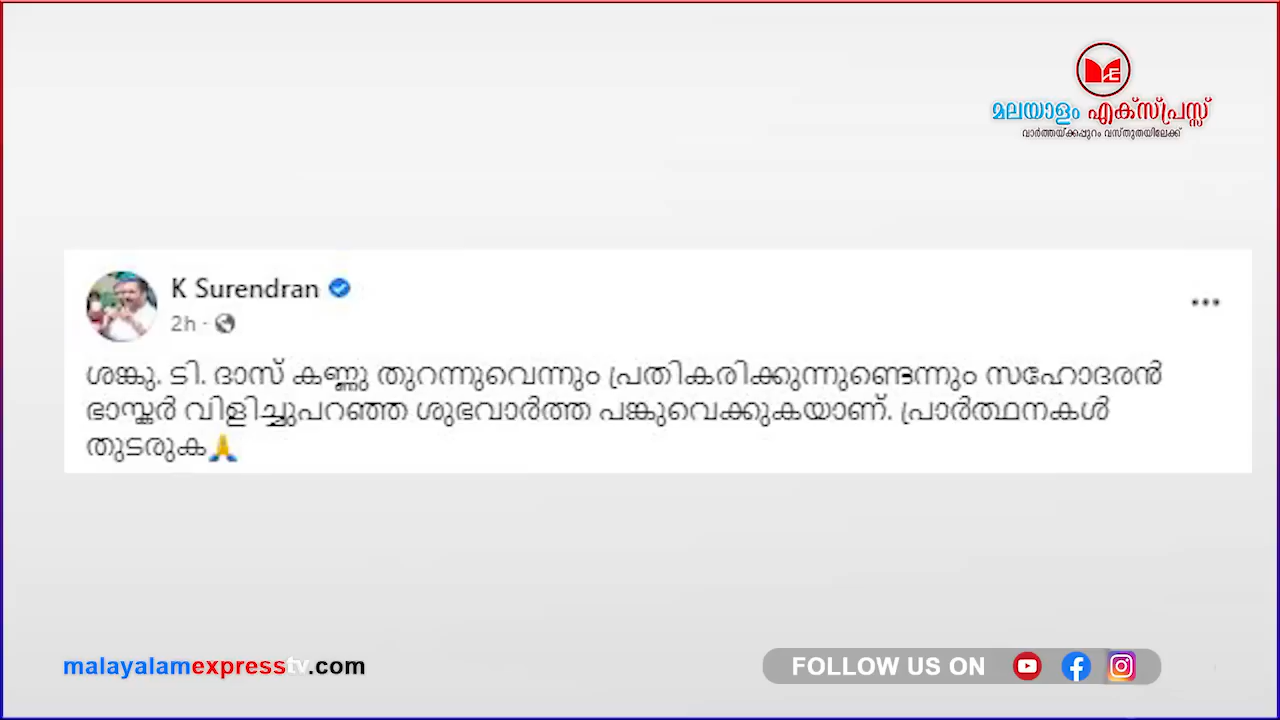 മലയാളം എക്സ്പ്രസ്സ്
വാർത്തയ്ക്കപ്പുറം വസ്തുതയിലേക്ക്
K Surendran
2h ·
ശങ്കു. ടി. ദാസ് കണ്ണു തുറന്നുവെന്നും പ്രതികരിക്കുന്നുണ്ടെന്നും സഹോദരൻ
ഭാസ്കർ വിളിച്ചുപറഞ്ഞ ശുഭവാർത്ത പങ്കുവെക്കുകയാണ്. പ്രാർത്ഥനകൾ
തുടരുക🙏
malayalamexpresstv.com
FOLLOW US ON